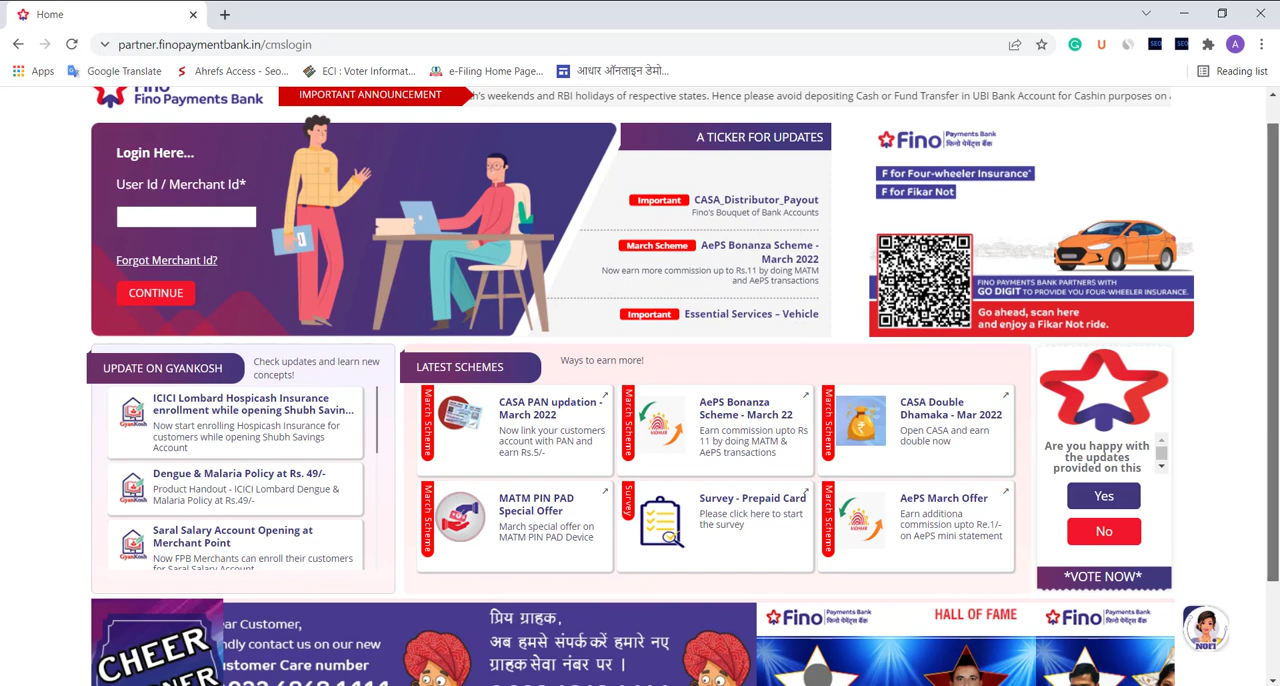 Home
partner.finopaymentbank.in/cmslogin
Apps
Google Translate
Ahrefs Access - Seo...
ECI : Voter Informat...
e-Filing Home Page...
आधार ऑनलाइन डेमो...
Reading list
Fino Payments Bank
IMPORTANT ANNOUNCEMENT
h's weekends and RBI holidays of respective states. Hence please avoid depositing Cash or Fund Transfer in UBI Bank Account for Cashin purposes on
Login Here...
User Id / Merchant Id*
Forgot Merchant Id?
CONTINUE
A TICKER FOR UPDATES
Important CASA_Distributor_Payout
Fino's Bouquet of Bank Accounts
March Scheme AePS Bonanza Scheme -
March 2022
Now earn more commission up to Rs.11 by doing MATM
and AePS transactions
Important Essential Services – Vehicle
Fino Payments Bank
फिनो पेमेंट्स बैंक
F for Four-wheeler Insurance^
F for Fikar Not
FINO PAYMENTS BANK PARTNERS WITH
GO DIGIT TO PROVIDE YOU FOUR-WHEELER INSURANCE.
Go ahead, scan here
and enjoy a Fikar Not ride.
UPDATE ON GYANKOSH
Check updates and learn new
concepts!
GyanKosh
ICICI Lombard Hospicash Insurance
enrollment while opening Shubh Savin...
Now start enrolling Hospicash Insurance for
customers while opening Shubh Savings
Account
GyanKosh
Dengue & Malaria Policy at Rs. 49/-
Product Handout - ICICI Lombard Dengue &
Malaria Policy at Rs.49/-
GyanKosh
Saral Salary Account Opening at
Merchant Point
Now FPB Merchants can enroll their customers
for Saral Salary Account
LATEST SCHEMES
Ways to earn more!
March Scheme
CASA PAN updation -
March 2022
Now link your customers
account with PAN and
earn Rs.5/-
March Scheme
AePS Bonanza
Scheme - March 22
Earn commission upto Rs
11 by doing MATM &
AePS transactions
March Scheme
CASA Double
Dhamaka - Mar 2022
Open CASA and earn
double now
March Scheme
MATM PIN PAD
Special Offer
March special offer on
MATM PIN PAD Device
Survey
Survey - Prepaid Card
Please click here to start
the survey
March Scheme
AePS March Offer
Earn additiona
commission upto Re.1/-
on AePS mini statement
Are you happy with
the updates
provided on this
Yes
No
*VOTE NOW*
CHEER
ar Customer,
ndly contact us on our new
ustomer Care number
प्रिय ग्राहक,
अब हमसे संपर्क करें हमारे नए
ग्राहक सेवा नंबर पर ।
Fino Payments Bank
फिनो पेमेंट्स बैंक
HALL OF FAME
Fino Payments Bank
फिनो पेमेंट्स बैंक